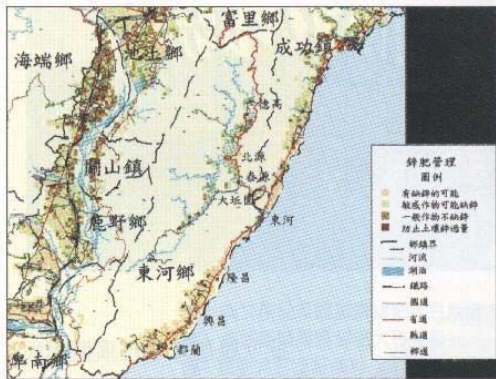 富里鄉
成功鎮
海端鄉
池上鄉
德高
關山鎮
北源
泰源
大坵園
鹿野鄉
東河
東河鄉
隆昌
興昌
都蘭
卑南鄉
鋅肥管理
圖例
有缺鋅的可能
敏感作物可能缺鋅
一般作物不缺鋅
防止土壤鋅過量
鄉鎮界
河流
湖泊
鐵路
國道
省道
縣道
鄉道